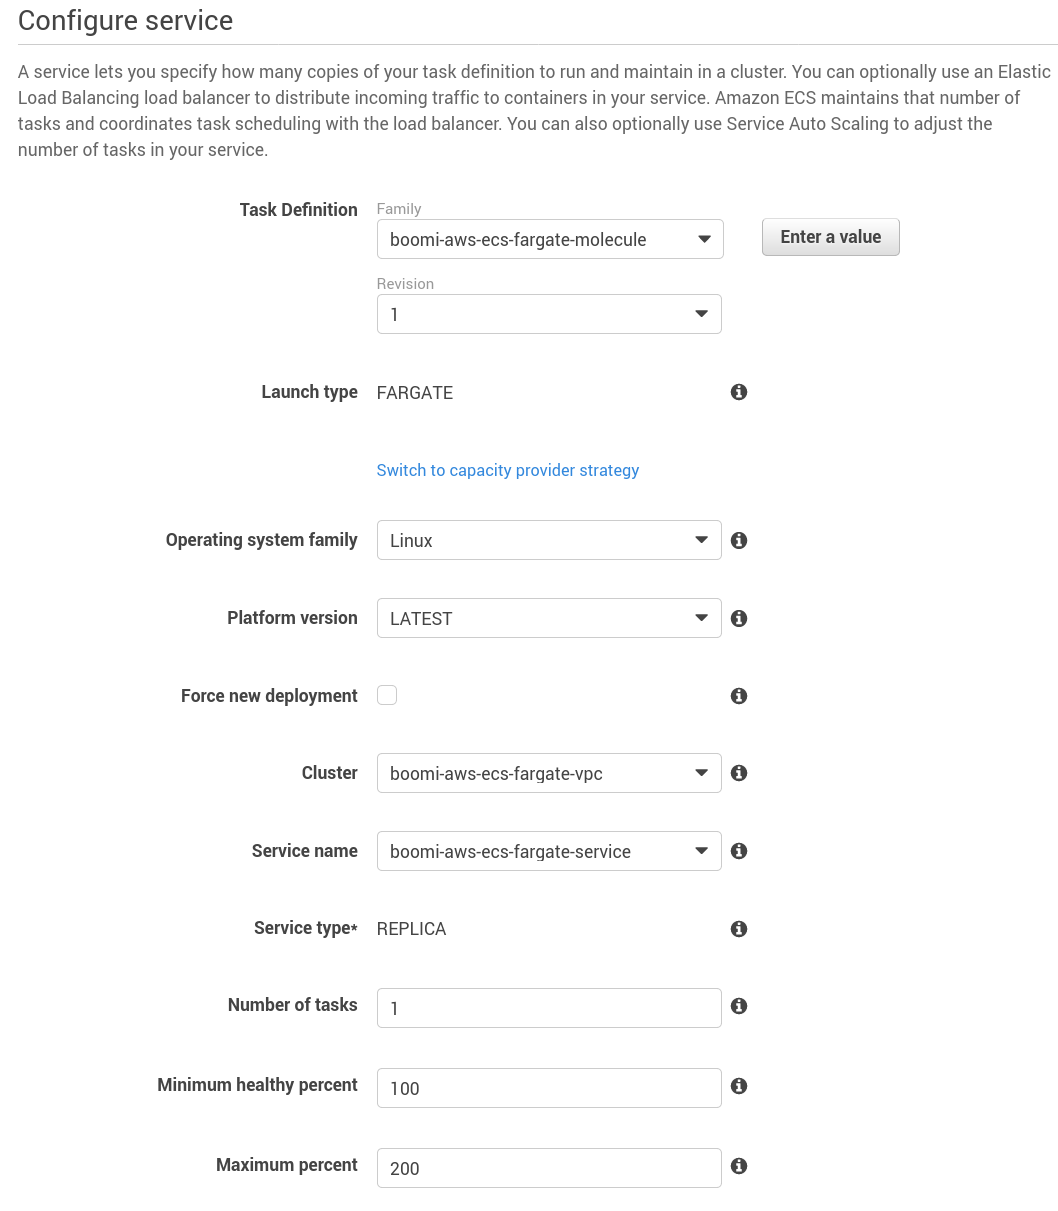 Configure service
A service lets you specify how many copies of your task definition to run and maintain in a cluster. You can optionally use an Elastic
Load Balancing load balancer to distribute incoming traffic to containers in your service. Amazon ECS maintains that number of
tasks and coordinates task scheduling with the load balancer. You can also optionally use Service Auto Scaling to adjust the
number of tasks in your service.
Task Definition
Family
boomi-aws-ecs-fargate-molecule
Enter a value
Revision
1
Launch type
FARGATE
Switch to capacity provider strategy
Operating system family
Linux
Platform version
LATEST
Force new deployment
Cluster
boomi-aws-ecs-fargate-vpc
Service name
boomi-aws-ecs-fargate-service
Service type*
REPLICA
Number of tasks
1
Minimum healthy percent
100
Maximum percent
200